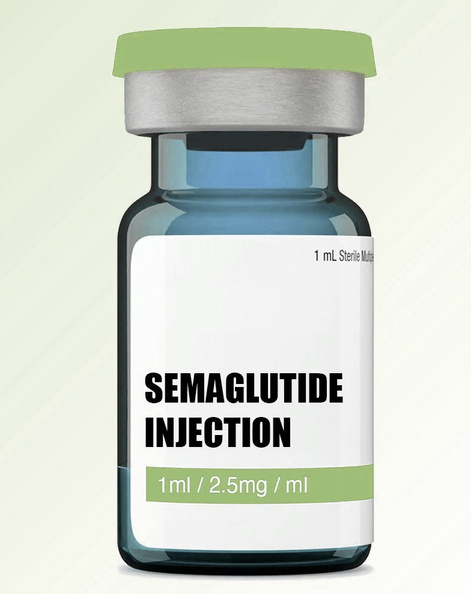 1 mL Sterile
SEMAGLUTIDE
INJECTION
1ml / 2.5mg / ml